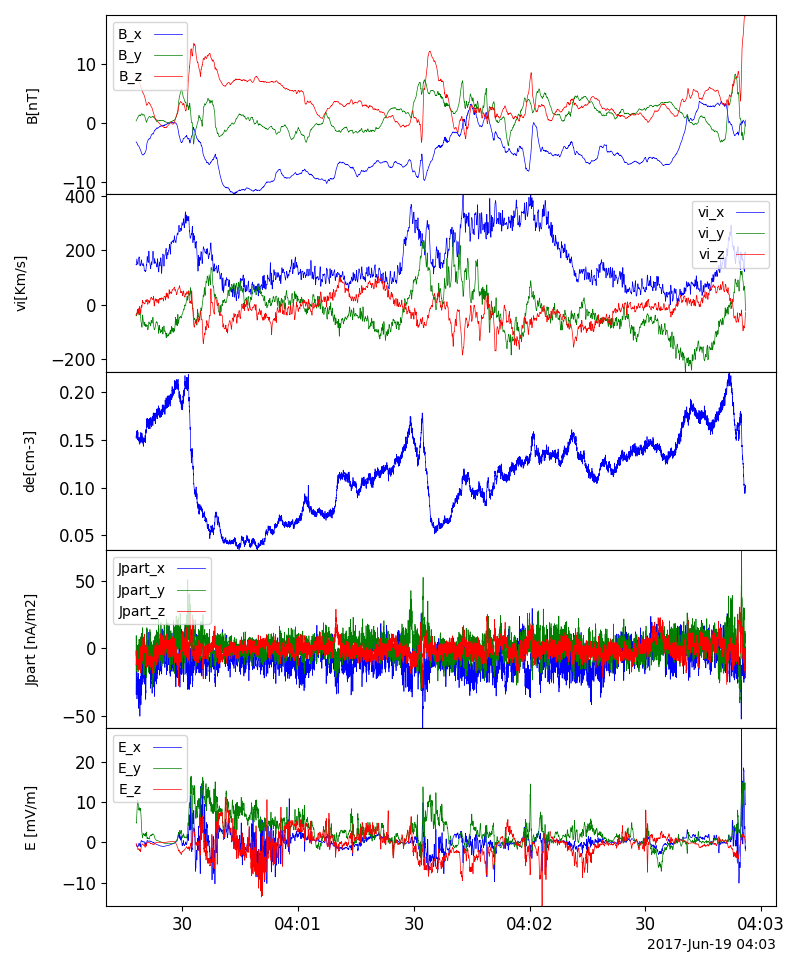 B_x
B_y
B_z
10
0
−10
B[nT]
vi_x
vi_y
vi_z
400
200
0
−200
vi[Km/s]
0.20
0.15
0.10
0.05
de[cm-3]
Jpart_x
Jpart_y
Jpart_z
50
0
−50
Jpart [nA/m2]
E_x
E_y
E_z
20
10
0
−10
E [mV/m]
30 04:01 30 04:02 30 04:03
2017-Jun-19 04:03